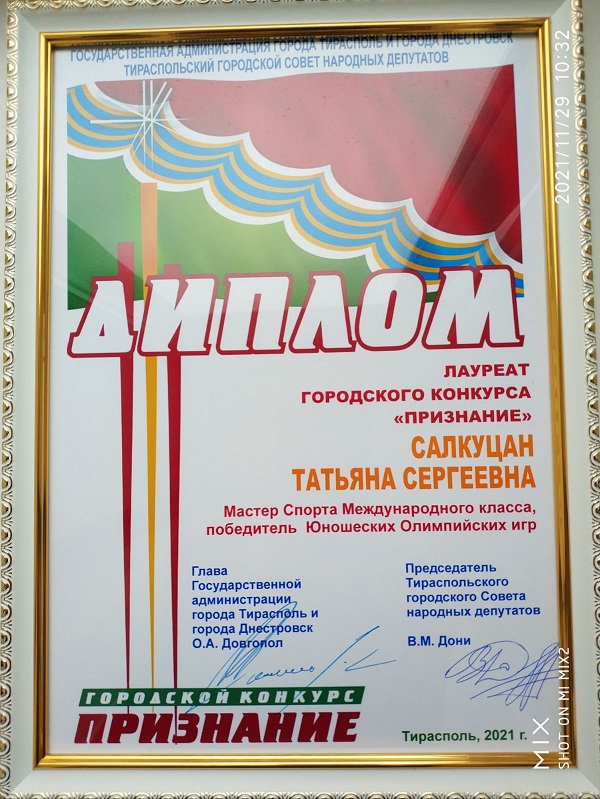 ГОСУДАРСТВЕННАЯ АДМИНИСТРАЦИЯ ГОРОДА ТИРАСПОЛЬ И ГОРОДА ДНЕСТРОВСК
ТИРАСПОЛЬСКИЙ ГОРОДСКОЙ СОВЕТ НАРОДНЫХ ДЕПУТАТОВ
ДИПЛОМ
ЛАУРЕАТ
ГОРОДСКОГО КОНКУРСА
«ПРИЗНАНИЕ»
САЛКУЦАН
ТАТЬЯНА СЕРГЕЕВНА
Мастер Спорта Международного класса,
победитель Юношеских Олимпийских игр
Глава
Государственной
администрации
города Тирасполь и
города Днестровск
О.А. Довгопол
Председатель
Тираспольского
городского Совета
народных депутатов
В.М. Дони
ГОРОДСКОЙ КОНКУРС
ПРИЗНАНИЕ
Тирасполь, 2021 г.
2021/11/29 10:32
MIX
SHOT ON MI MIX2